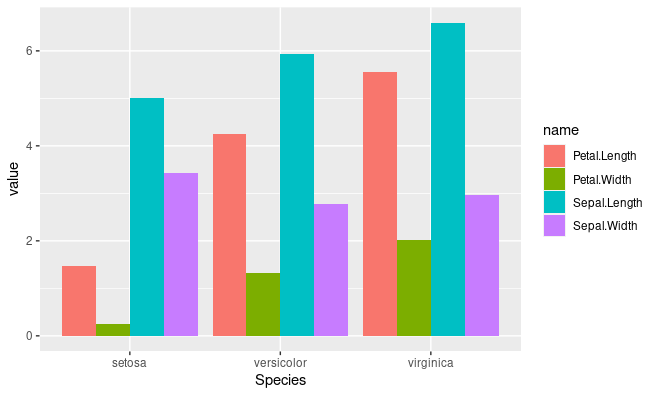 value
6
4
2
0
setosa
versicolor
virginica
Species
name
Petal.Length
Petal.Width
Sepal.Length
Sepal.Width